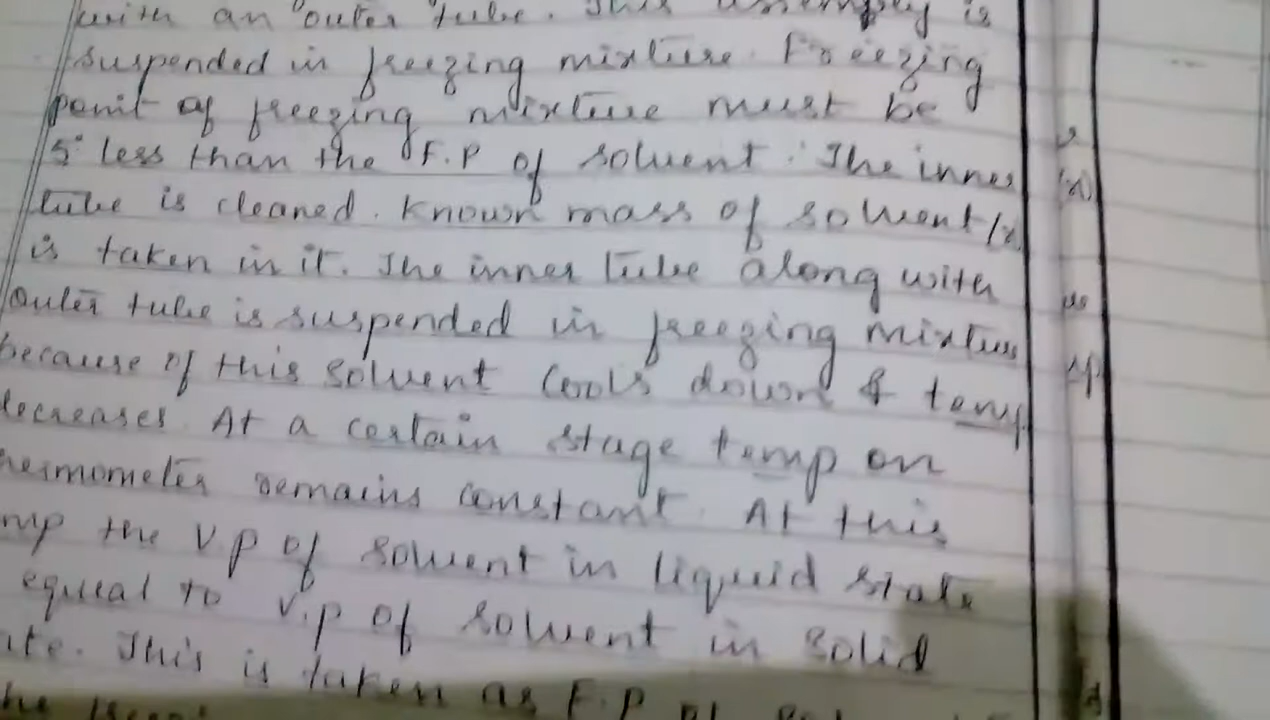 with an outer tube. This assembly is
suspended in freezing mixture. Freezing
point of freezing mixture must be
5° less than the F.P of solvent. The inner
tube is cleaned. Known mass of solvent
is taken in it. The inner tube along with
outer tube is suspended in freezing mixture
because of this solvent cools down & temp
decreases. At a certain stage temp on
remains constant. At this
the V.P of solvent in liquid state
equal to V.P of solvent in solid
This is taken as F.P of